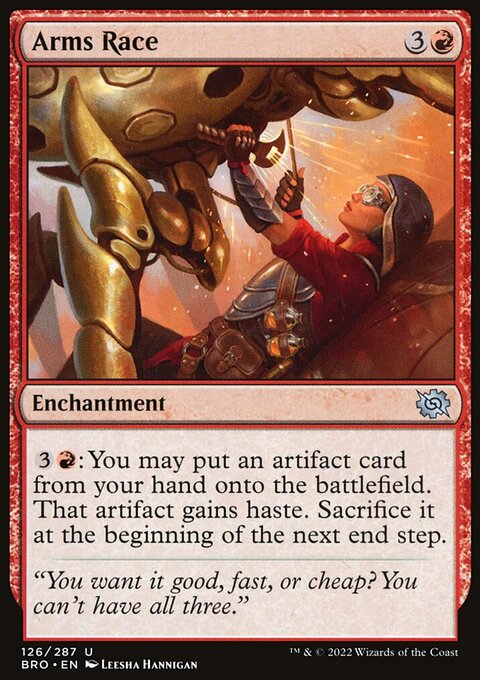 Arms Race 3
Enchantment
3: You may put an artifact card
from your hand onto the battlefield.
That artifact gains haste. Sacrifice it
at the beginning of the next end step.
“You want it good, fast, or cheap? You
can’t have all three.”
126/287 U
BRO • EN LEESHA HANNIGAN
™ & © 2022 Wizards of the Coast